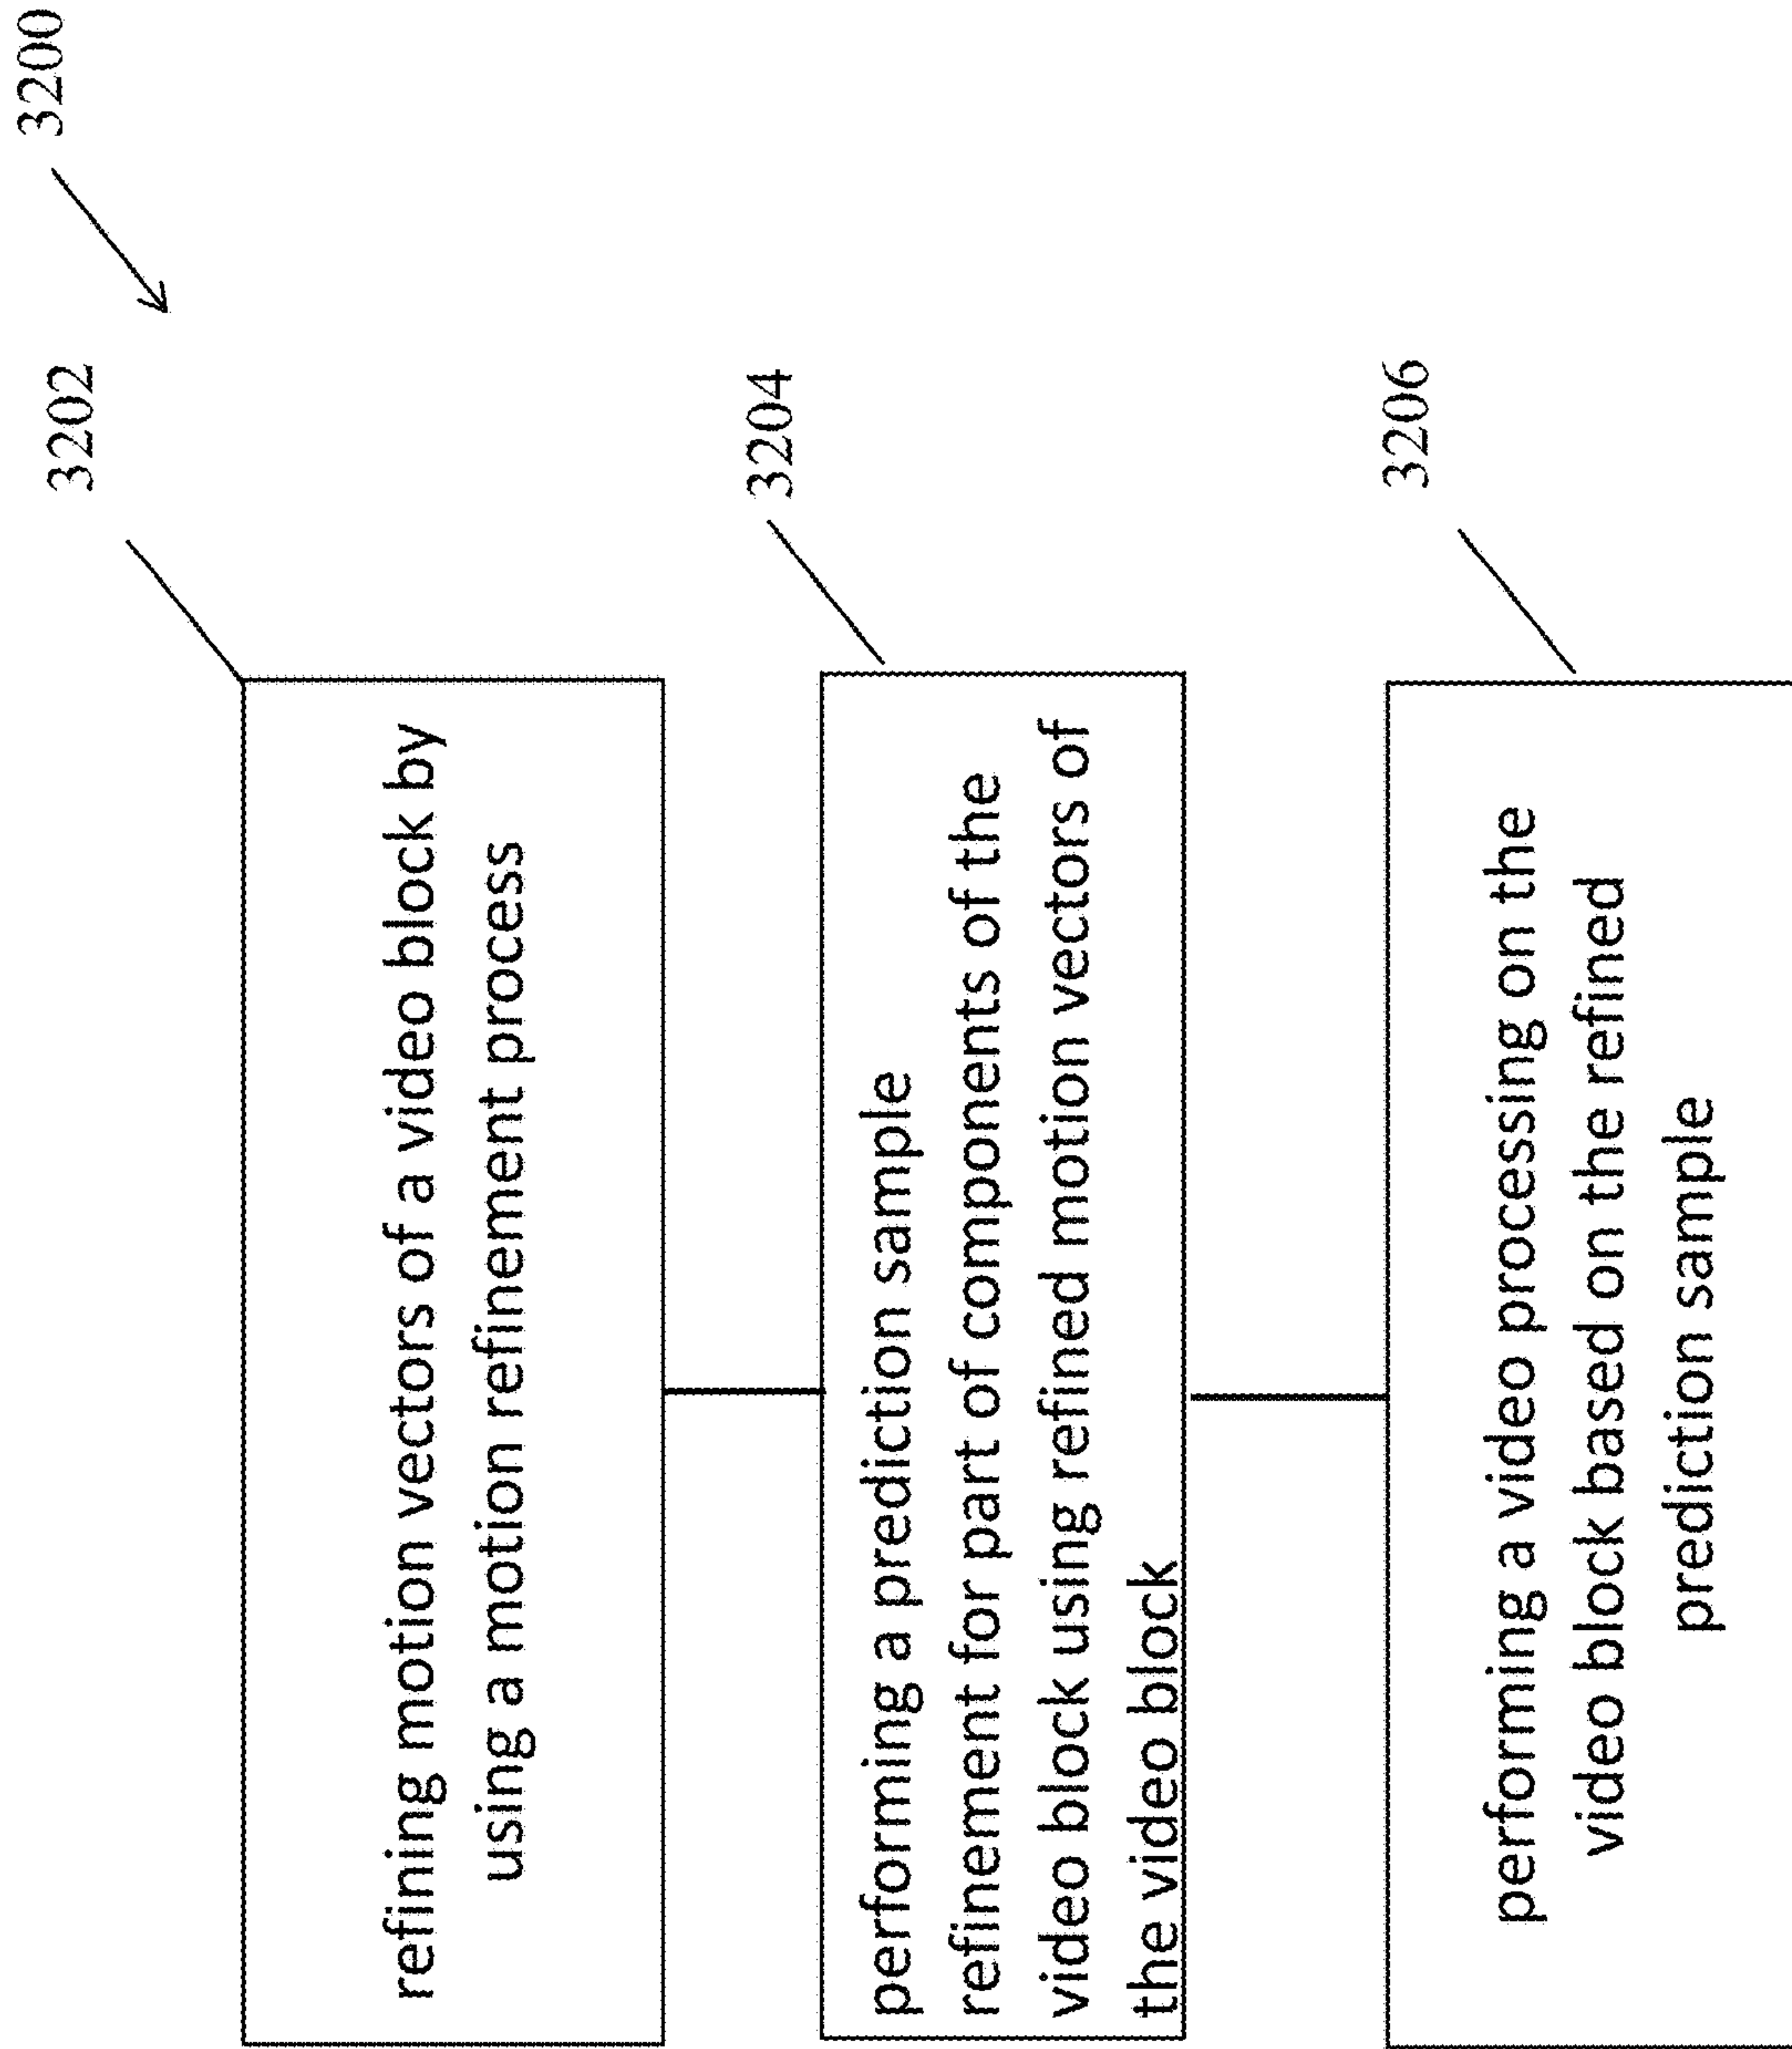 3200
3202
refining motion vectors of a video block by
using a motion refinement process
3204
performing a prediction sample
refinement for part of components of the
video block using refined motion vectors of
the video block
3206
performing a video processing on the
video block based on the refined
prediction sample